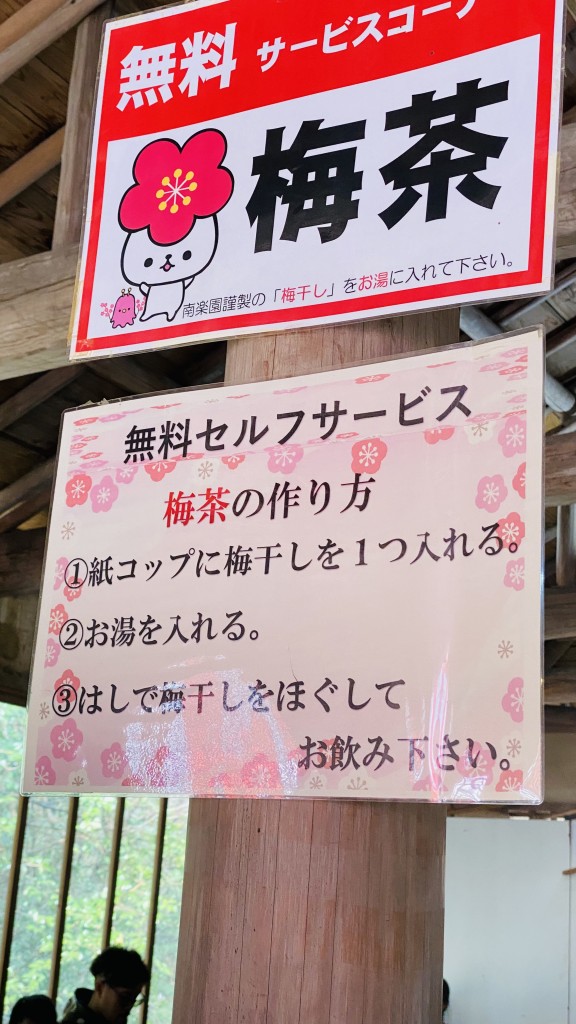 無料 サービスコーナ
梅茶
南楽園謹製の「梅干し」をお湯に入れて下さい。
無料セルフサービス
梅茶の作り方
①紙コップに梅干しを１つ入れる。
②お湯を入れる。
③はしで梅干しをほぐして
お飲み下さい。